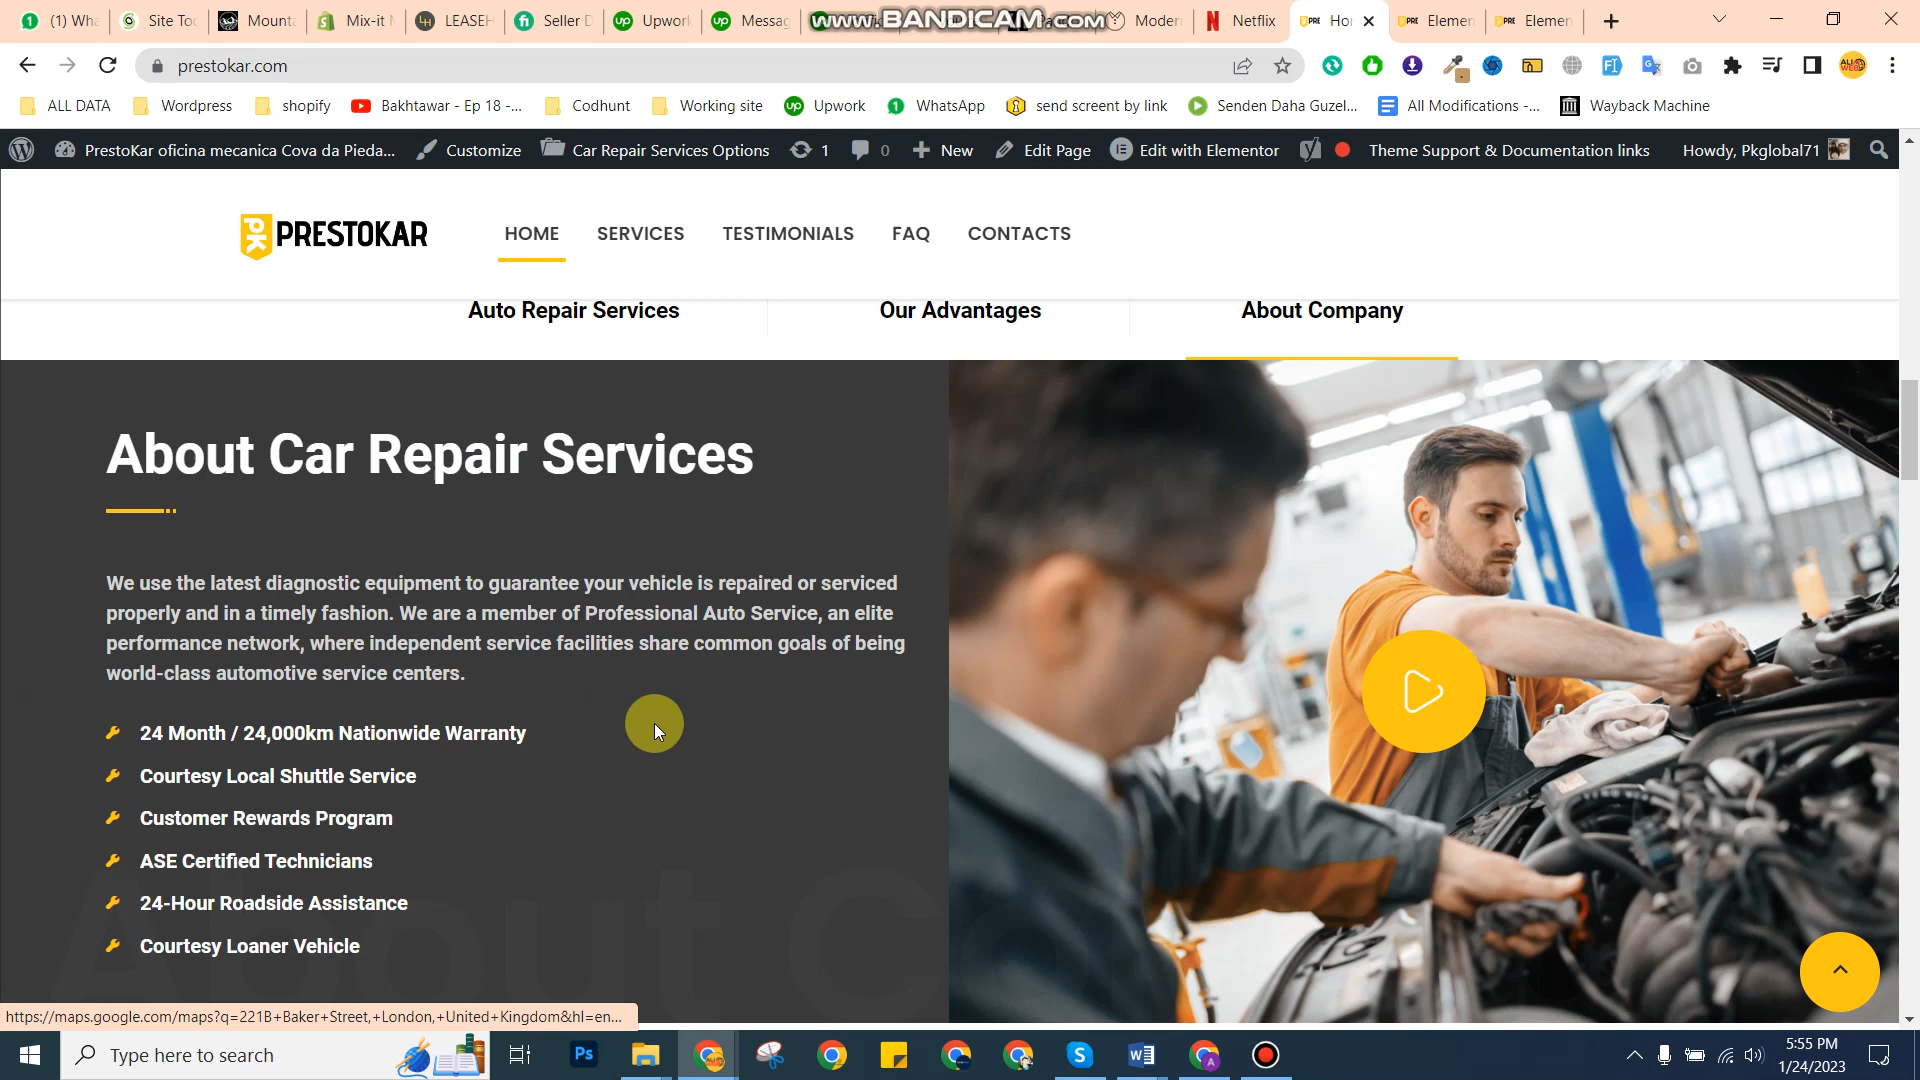 (1) Wha
Site Too
Mounta
Mix-it M
LEASEH
Seller D
Upwork
Messag
www.BANDICAM.com
Modern
Netflix
Ho
Elemen
Elemen
prestokar.com
ALL DATA
Wordpress
shopify
Bakhtawar - Ep 18 -...
Codhunt
Working site
Upwork
WhatsApp
send screent by link
Senden Daha Guzel...
All Modifications -...
Wayback Machine
PrestoKar oficina mecanica Cova da Pieda...
Customize
Car Repair Services Options
1
0
New
Edit Page
Edit with Elementor
Theme Support & Documentation links
Howdy, Pkglobal71
PK PRESTOKAR
HOME
SERVICES
TESTIMONIALS
FAQ
CONTACTS
Auto Repair Services
Our Advantages
About Company
About Car Repair Services
We use the latest diagnostic equipment to guarantee your vehicle is repaired or serviced
properly and in a timely fashion. We are a member of Professional Auto Service, an elite
performance network, where independent service facilities share common goals of being
world-class automotive service centers.
24 Month / 24,000km Nationwide Warranty
Courtesy Local Shuttle Service
Customer Rewards Program
ASE Certified Technicians
24-Hour Roadside Assistance
Courtesy Loaner Vehicle
About C
https://maps.google.com/maps?q=221B+Baker+Street,+London,+United+Kingdom&hl=en...
Type here to search
5:55 PM
1/24/2023